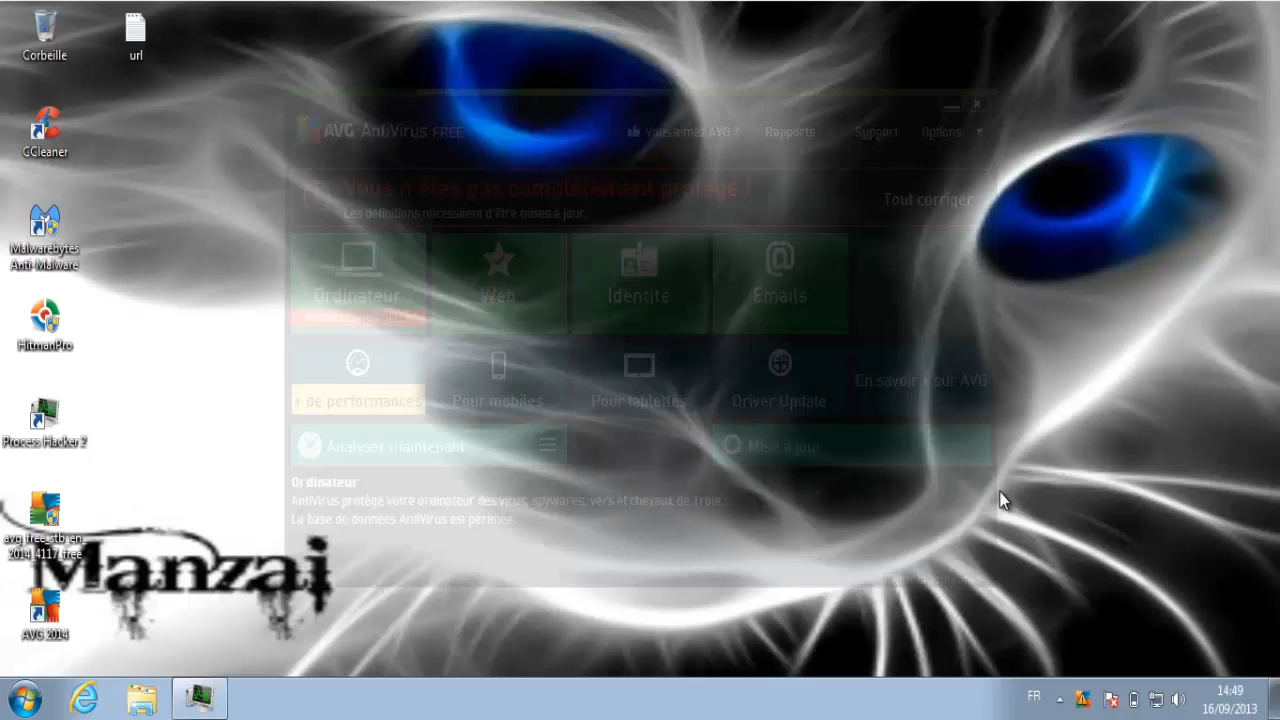 Corbeille
url
CCleaner
Malwarebytes
Anti-Malware
HitmanPro
Process Hacker 2
avg_free_stb_en_
2014_4117_free
AVG 2014
Manzai
AVG AntiVirus FREE
Vous aimez AVG ?
Rapports
Support
Options
Vous n'êtes pas complètement protégé !
Les définitions nécessitent d'être mises à jour.
Tout corriger
Ordinateur
Web
Identité
Emails
+ de performances
Pour mobiles
Pour tablettes
Driver Update
En savoir + sur AVG
Analyser maintenant
Mise à jour
Ordinateur
AntiVirus protège votre ordinateur des virus, spywares, vers et chevaux de Troie.
La base de données AntiVirus est périmée.
FR
14:49
16/09/2013